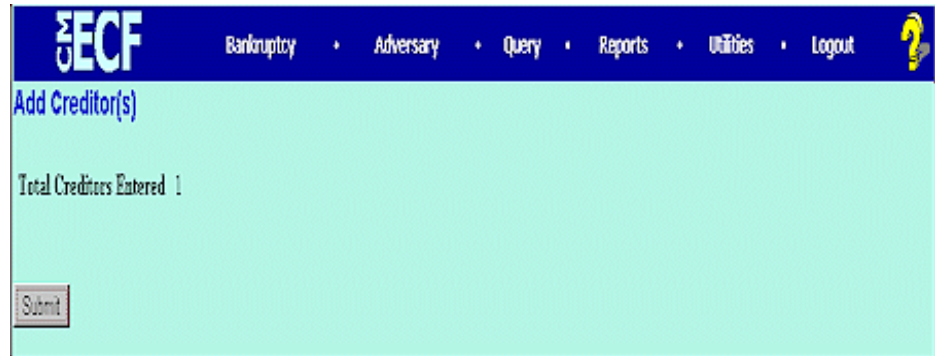 CM ECF Bankruptcy • Adversary • Query • Reports • Utilities • Logout ?
Add Creditor(s)
Total Creditors Entered 1
Submit